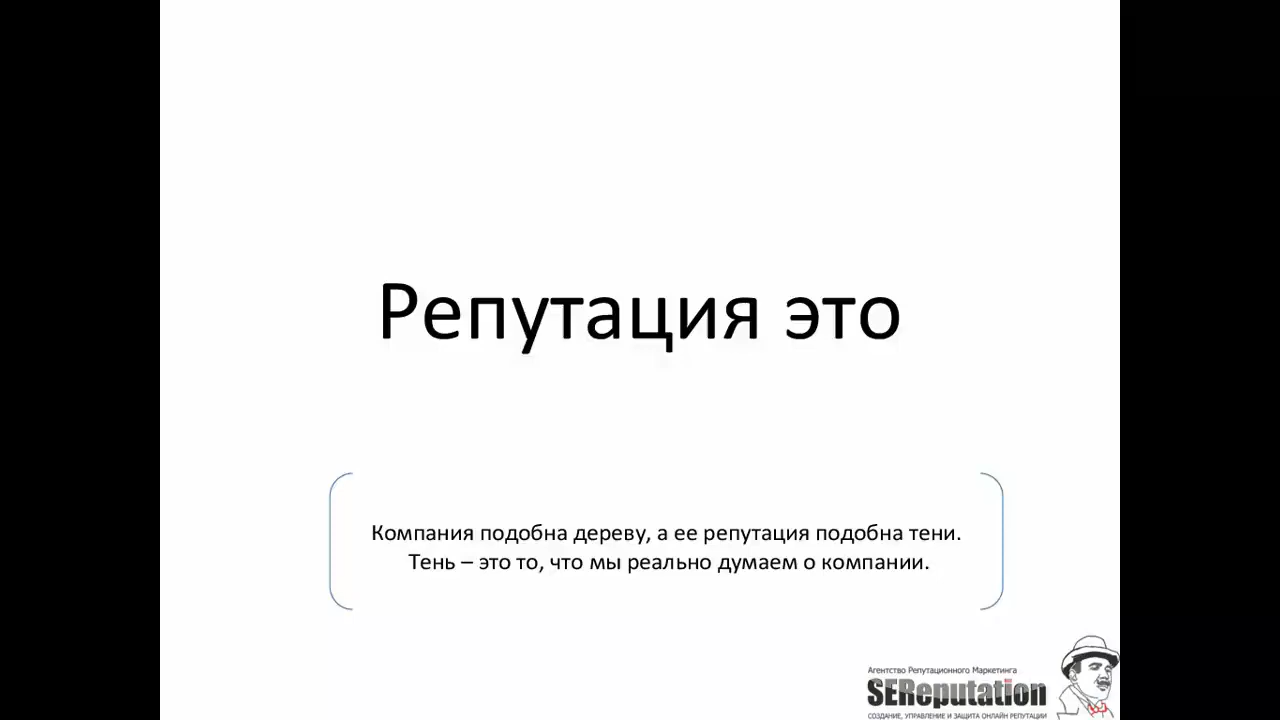 Репутация это
Компания подобна дереву, а ее репутация подобна тени.
Тень – это то, что мы реально думаем о компании.
Агентство Репутационного Маркетинга
SEReputation
СОЗДАНИЕ, УПРАВЛЕНИЕ И ЗАЩИТА ОНЛАЙН РЕПУТАЦИИ